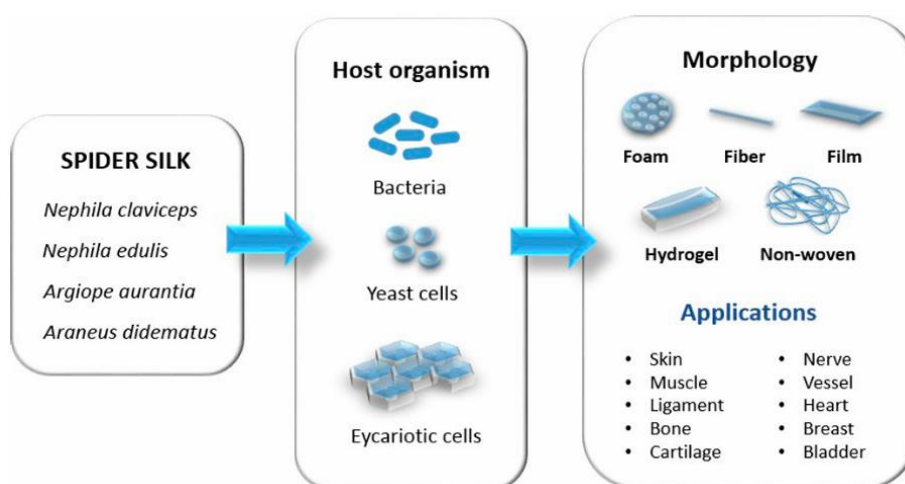 SPIDER SILK
Nephila claviceps
Nephila edulis
Argiope aurantia
Araneus didematus
Host organism
Bacteria
Yeast cells
Eycariotic cells
Morphology
Foam Fiber Film
Hydrogel Non-woven
Applications
• Skin
• Muscle
• Ligament
• Bone
• Cartilage
• Nerve
• Vessel
• Heart
• Breast
• Bladder